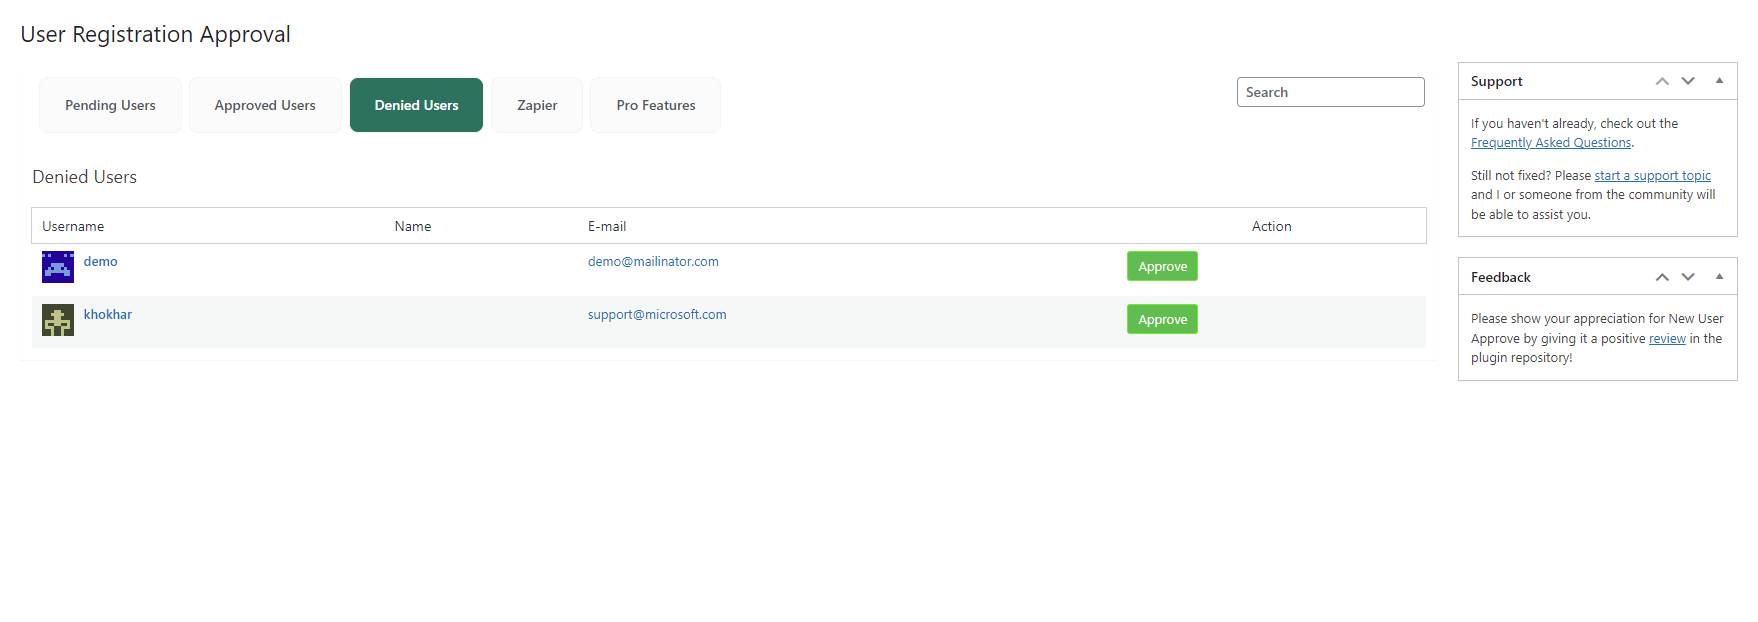 User Registration Approval
Pending Users
Approved Users
Denied Users
Zapier
Pro Features
Search
Denied Users
Username Name E-mail Action
demo demo@mailinator.com Approve
khokhar support@microsoft.com Approve
Support
If you haven't already, check out the
Frequently Asked Questions.
Still not fixed? Please start a support topic
and I or someone from the community will
be able to assist you.
Feedback
Please show your appreciation for New User
Approve by giving it a positive review in the
plugin repository!